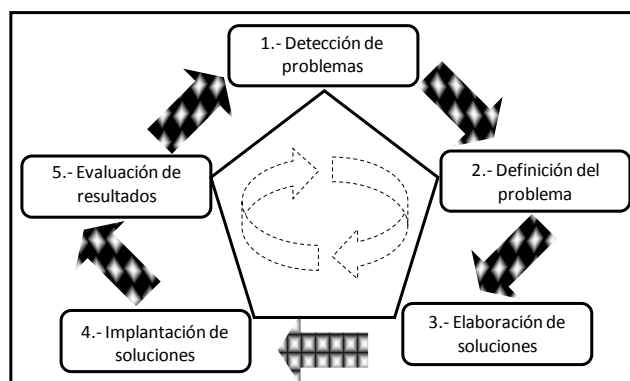 1.- Detección de
problemas
2.- Definición del
problema
3.- Elaboración de
soluciones
4.- Implantación de
soluciones
5.- Evaluación de
resultados